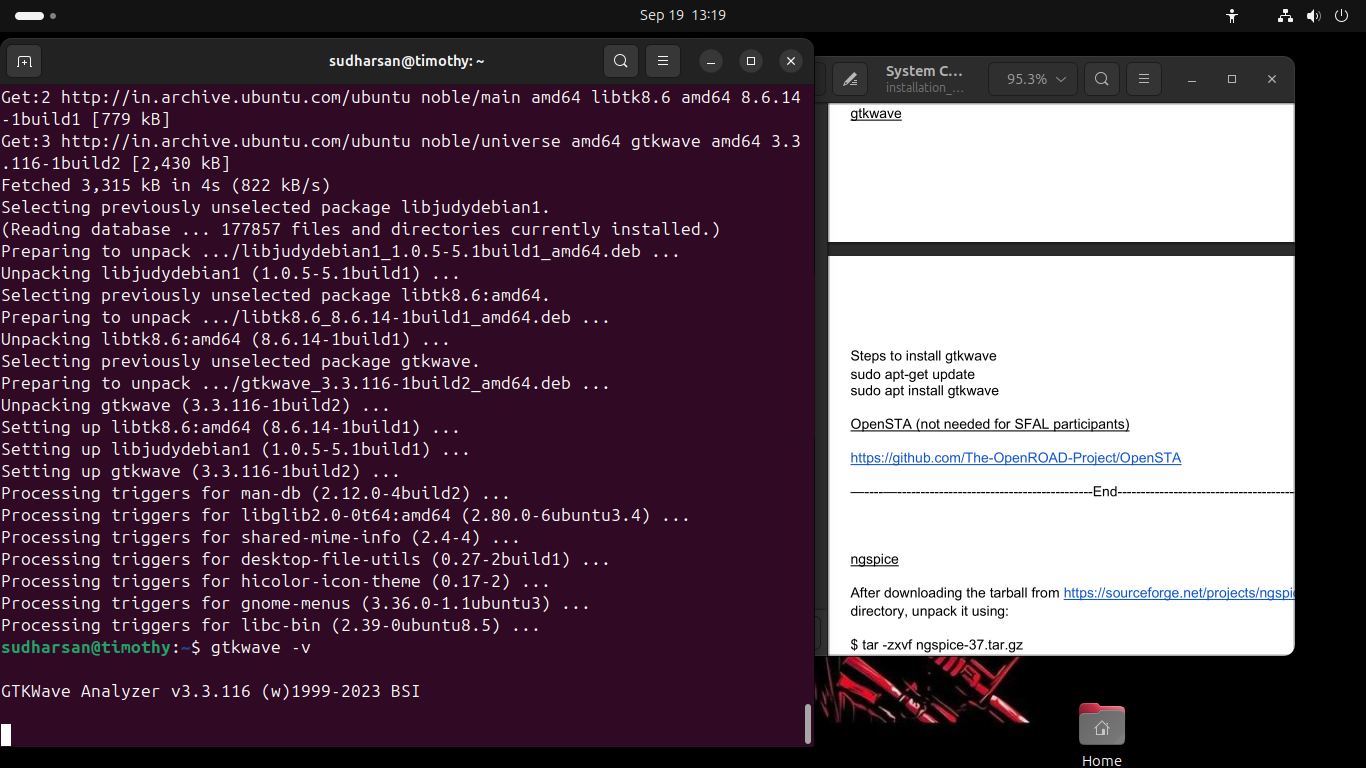 Sep 19 13:19
sudharsan@timothy: ~
Get:2 http://in.archive.ubuntu.com/ubuntu noble/main amd64 libtk8.6 amd64 8.6.14
-1build1 [779 kB]
Get:3 http://in.archive.ubuntu.com/ubuntu noble/universe amd64 gtkwave amd64 3.3
.116-1build2 [2,430 kB]
Fetched 3,315 kB in 4s (822 kB/s)
Selecting previously unselected package libjudydebian1.
(Reading database ... 177857 files and directories currently installed.)
Preparing to unpack .../libjudydebian1_1.0.5-5.1build1_amd64.deb ...
Unpacking libjudydebian1 (1.0.5-5.1build1) ...
Selecting previously unselected package libtk8.6:amd64.
Preparing to unpack .../libtk8.6_8.6.14-1build1_amd64.deb ...
Unpacking libtk8.6:amd64 (8.6.14-1build1) ...
Selecting previously unselected package gtkwave.
Preparing to unpack .../gtkwave_3.3.116-1build2_amd64.deb ...
Unpacking gtkwave (3.3.116-1build2) ...
Setting up libtk8.6:amd64 (8.6.14-1build1) ...
Setting up libjudydebian1 (1.0.5-5.1build1) ...
Setting up gtkwave (3.3.116-1build2) ...
Processing triggers for man-db (2.12.0-4build2) ...
Processing triggers for libglib2.0-0t64:amd64 (2.80.0-6ubuntu3.4) ...
Processing triggers for shared-mime-info (2.4-4) ...
Processing triggers for desktop-file-utils (0.27-2build1) ...
Processing triggers for hicolor-icon-theme (0.17-2) ...
Processing triggers for gnome-menus (3.36.0-1.1ubuntu3) ...
Processing triggers for libc-bin (2.39-0ubuntu8.5) ...
sudharsan@timothy:~$ gtkwave -v
GTKWave Analyzer v3.3.116 (w)1999-2023 BSI
System C...
installation_...
95.3%
gtkwave
Steps to install gtkwave
sudo apt-get update
sudo apt install gtkwave
OpenSTA (not needed for SFAL participants)
https://github.com/The-OpenROAD-Project/OpenSTA
—----—-------------------------------------------End--------------------------------------
ngspice
After downloading the tarball from https://sourceforge.net/projects/ngspic
directory, unpack it using:
$ tar -zxvf ngspice-37.tar.gz
Home